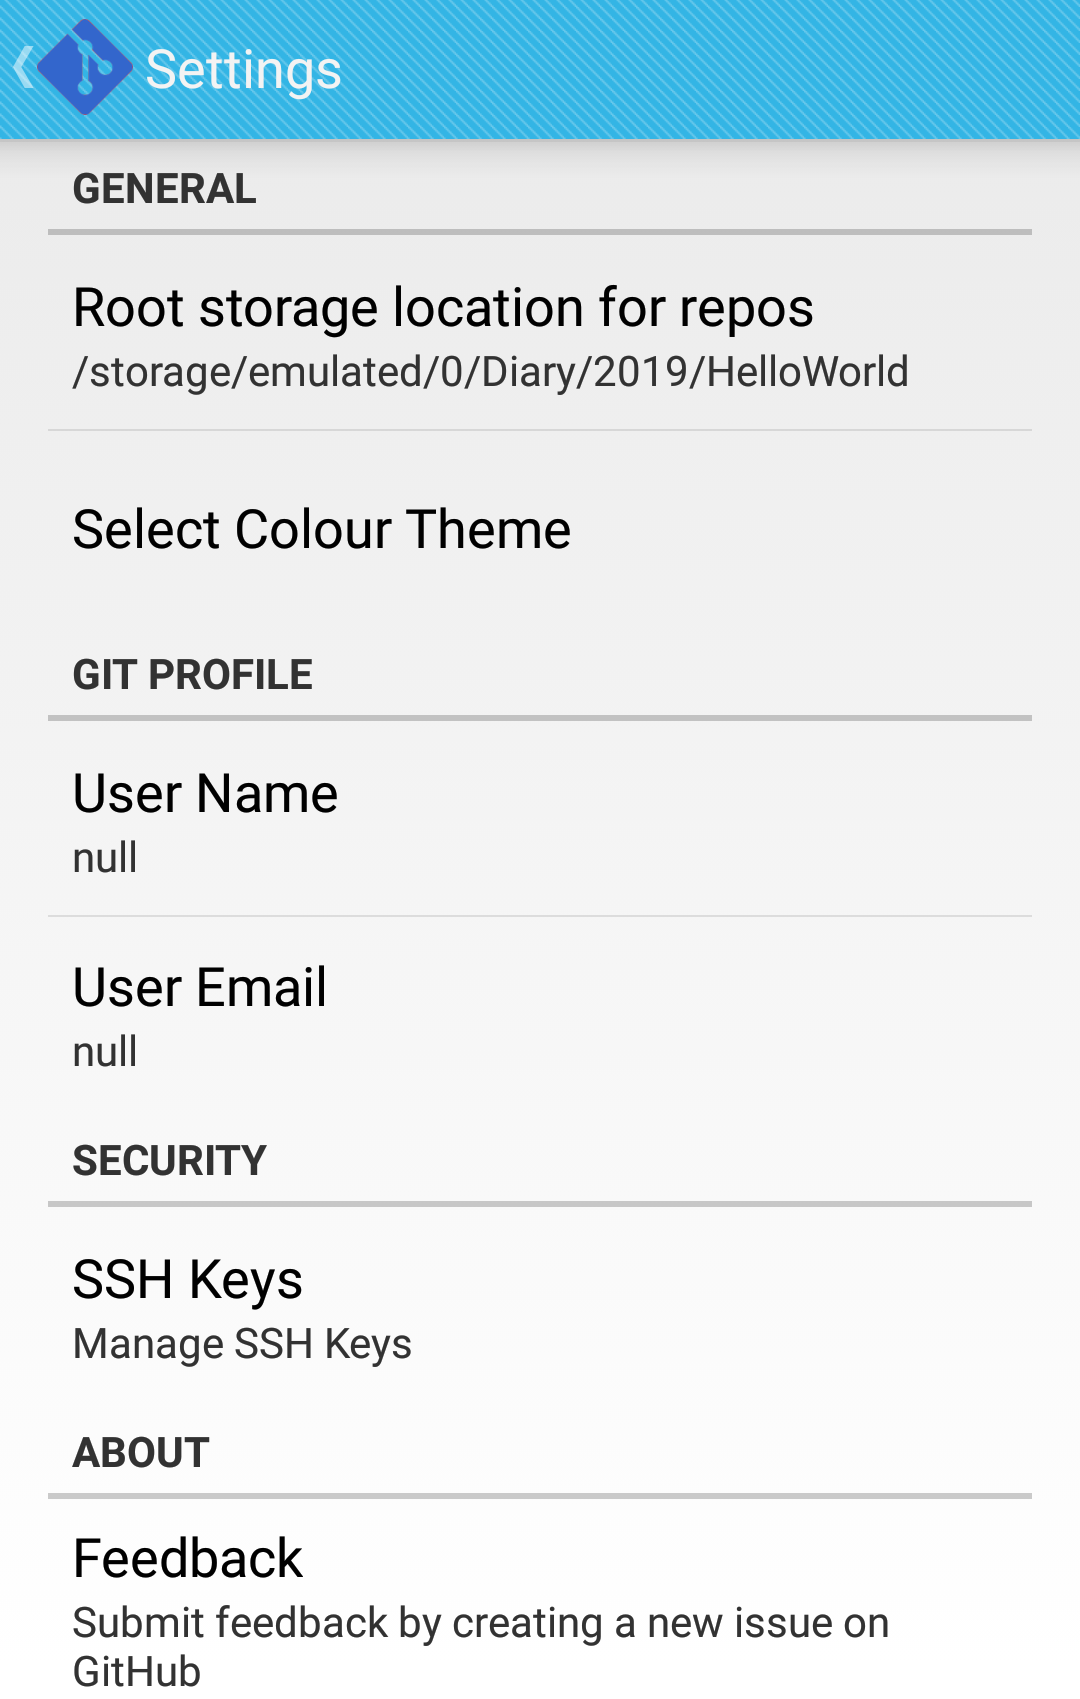 Settings
GENERAL
Root storage location for repos
/storage/emulated/0/Diary/2019/HelloWorld
Select Colour Theme
GIT PROFILE
User Name
null
User Email
null
SECURITY
SSH Keys
Manage SSH Keys
ABOUT
Feedback
Submit feedback by creating a new issue on
GitHub